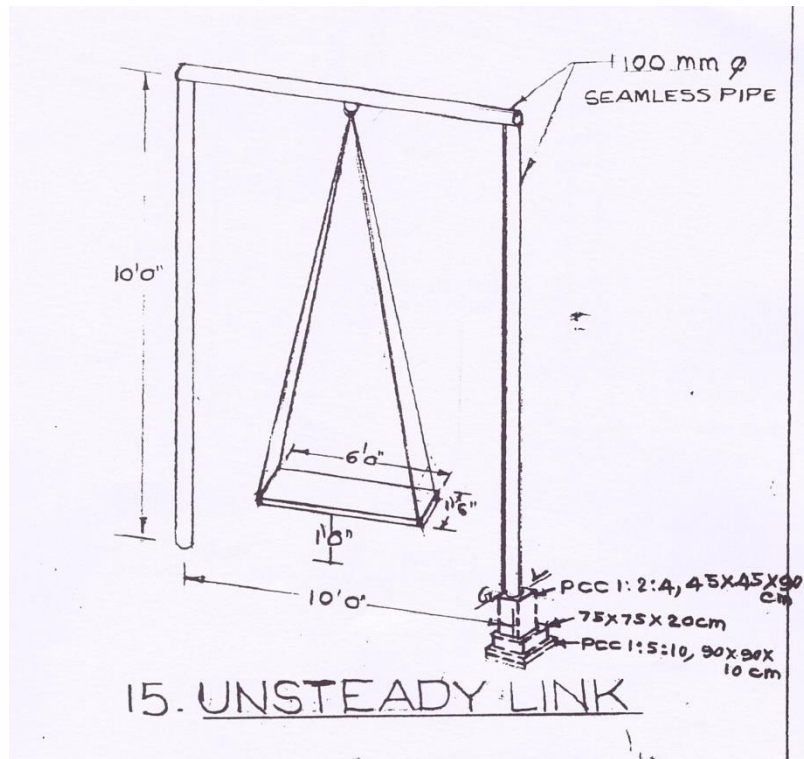 100 mm φ
SEAMLESS PIPE
10'0"
6'0"
1'6"
1'0"
10'0"
G L
PCC 1:2:4, 45X45X90
cm
75X75X20cm
PCC 1:5:10, 90X90X
10 cm
15. UNSTEADY LINK